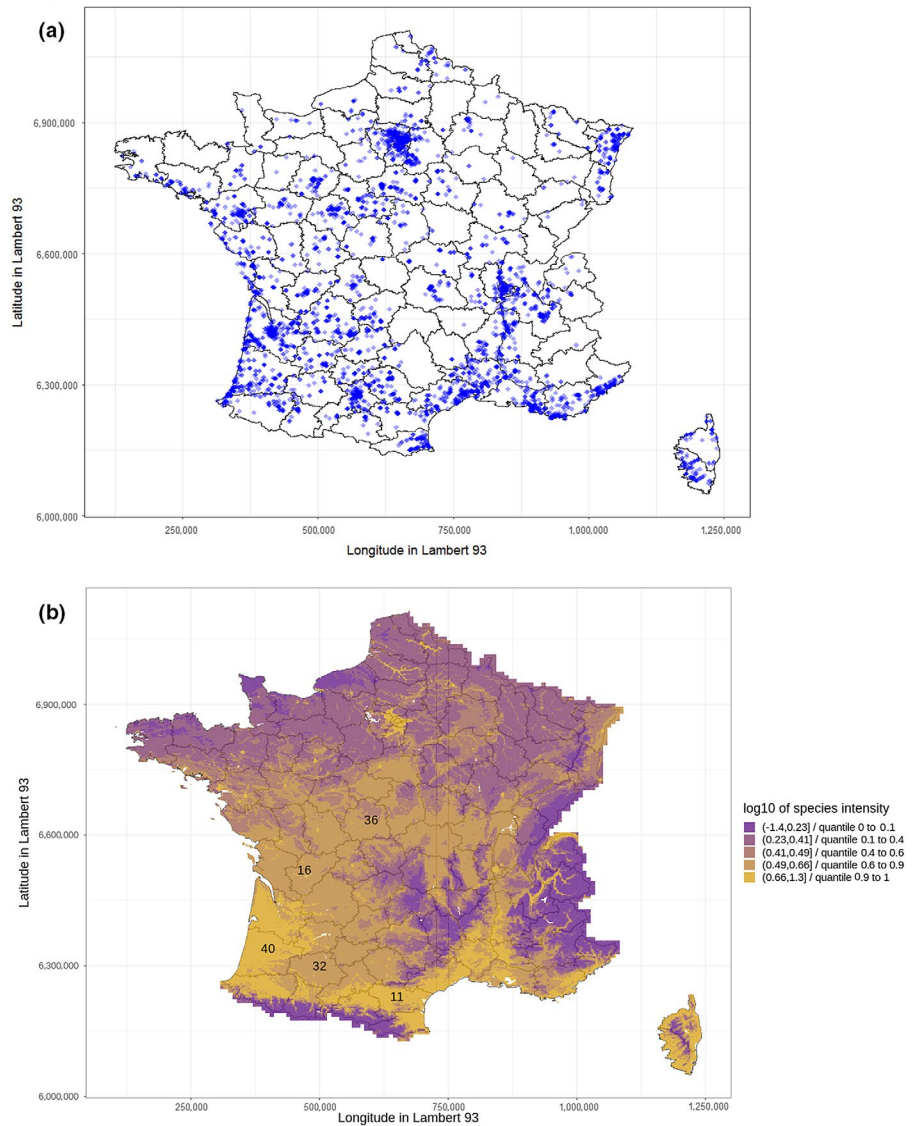 (a)
6,900,000
6,600,000
6,300,000
6,000,000
Latitude in Lambert 93
250,000 500,000 750,000 1,000,000 1,250,000
Longitude in Lambert 93
(b)
6,900,000
6,600,000
6,300,000
6,000,000
Latitude in Lambert 93
36
16
40
32
11
250,000 500,000 750,000 1,000,000 1,250,000
Longitude in Lambert 93
log10 of species intensity
(-1.4,0.23] / quantile 0 to 0.1
(0.23,0.41] / quantile 0.1 to 0.4
(0.41,0.49] / quantile 0.4 to 0.6
(0.49,0.66] / quantile 0.6 to 0.9
(0.66,1.3] / quantile 0.9 to 1